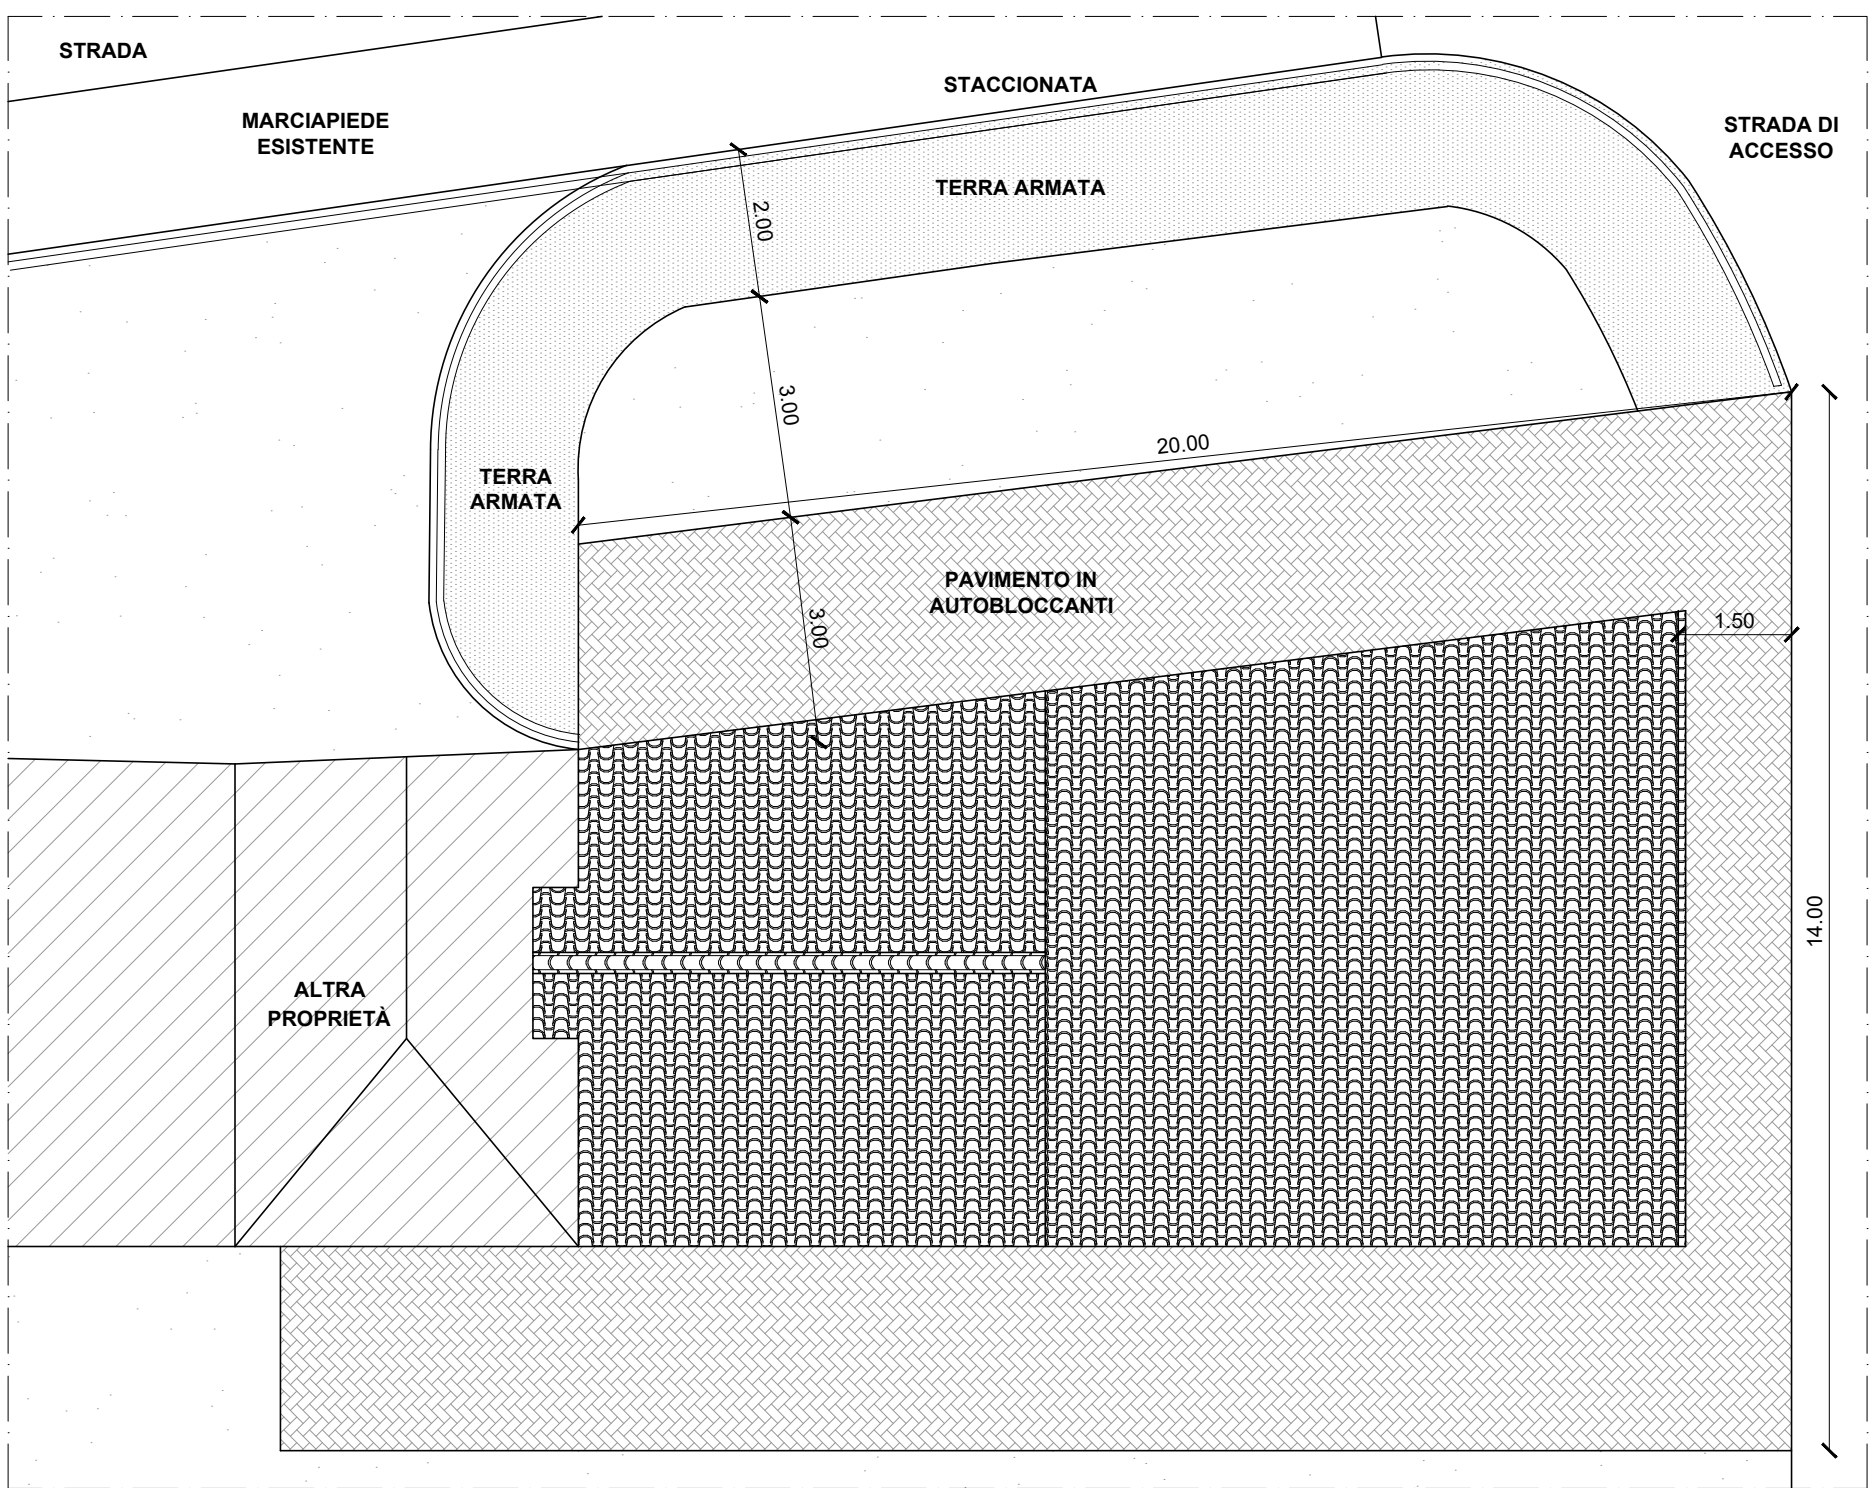 STRADA
STACCIONATA
MARCIAPIEDE
ESISTENTE
STRADA DI
ACCESSO
TERRA ARMATA
2.00
3.00
20.00
TERRA
ARMATA
PAVIMENTO IN
AUTOBLOCCANTI
3.00
1.50
14.00
ALTRA
PROPRIETÀ